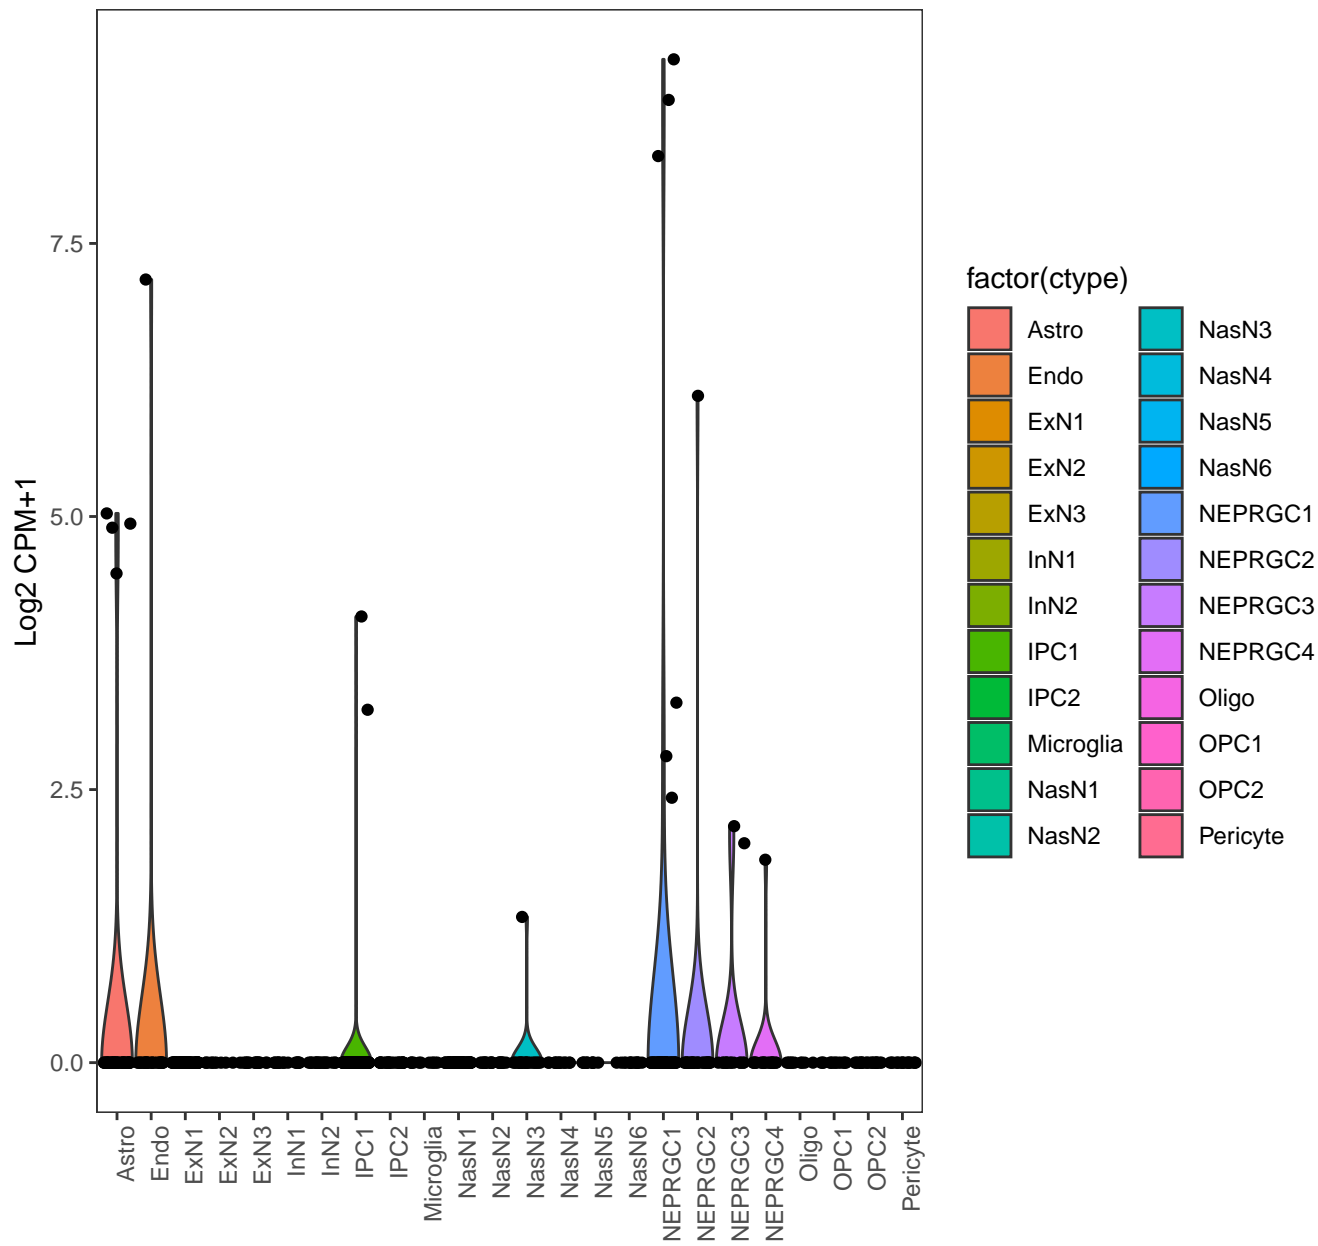 7.5
5.0
2.5
0.0
Log2 CPM+1
Astro
Endo
ExN1
ExN2
ExN3
InN1
InN2
IPC1
IPC2
Microglia
NasN1
NasN2
NasN3
NasN4
NasN5
NasN6
NEPRGC1
NEPRGC2
NEPRGC3
NEPRGC4
Oligo
OPC1
OPC2
Pericyte
factor(ctype)
Astro
Endo
ExN1
ExN2
ExN3
InN1
InN2
IPC1
IPC2
Microglia
NasN1
NasN2
NasN3
NasN4
NasN5
NasN6
NEPRGC1
NEPRGC2
NEPRGC3
NEPRGC4
Oligo
OPC1
OPC2
Pericyte